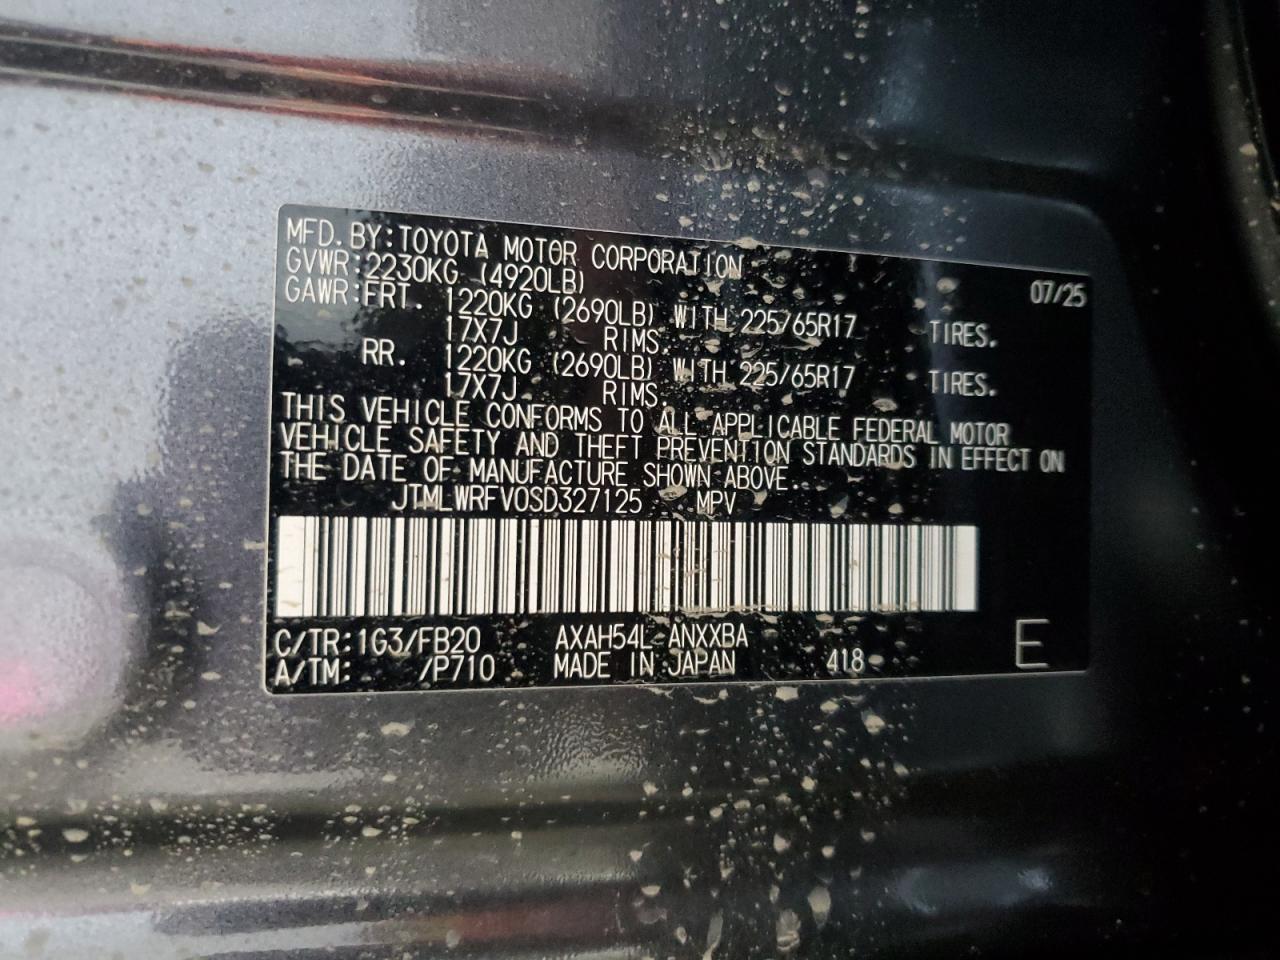 MFD. BY: TOYOTA MOTOR CORPORATION 07/25
GVWR: 2230KG (4920LB)
GAWR: FRT. 1220KG (2690LB) WITH 225/65R17 TIRES.
17X7J RIMS.
RR. 1220KG (2690LB) WITH 225/65R17 TIRES.
17X7J RIMS.
THIS VEHICLE CONFORMS TO ALL APPLICABLE FEDERAL MOTOR
VEHICLE SAFETY AND THEFT PREVENTION STANDARDS IN EFFECT ON
THE DATE OF MANUFACTURE SHOWN ABOVE.
JTMLWRFV0SD327125 MPV
C/TR: 1G3/FB20 AXAH54L-ANXXBA
A/TM: /P710 MADE IN JAPAN 418 E